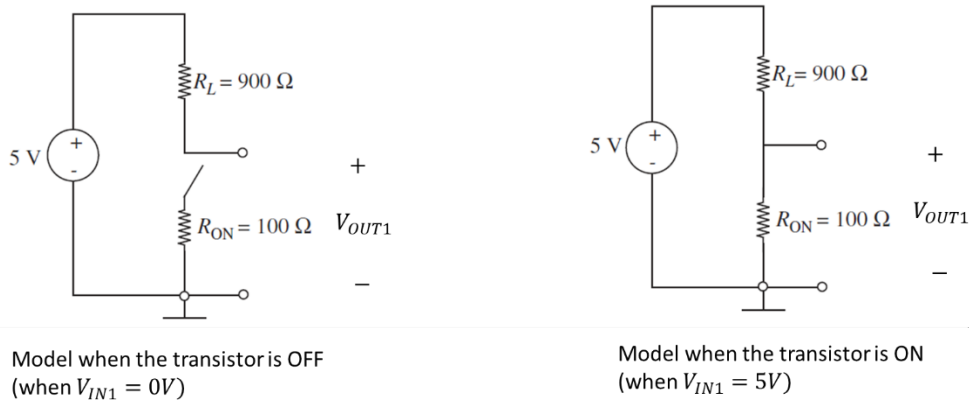 R_L = 900 Ω
5 V
+
-
+
R_ON = 100 Ω
V_OUT1
−
Model when the transistor is OFF
(when V_IN1 = 0V)
R_L= 900 Ω
5 V
+
-
+
R_ON = 100 Ω
V_OUT1
−
Model when the transistor is ON
(when V_IN1 = 5V)